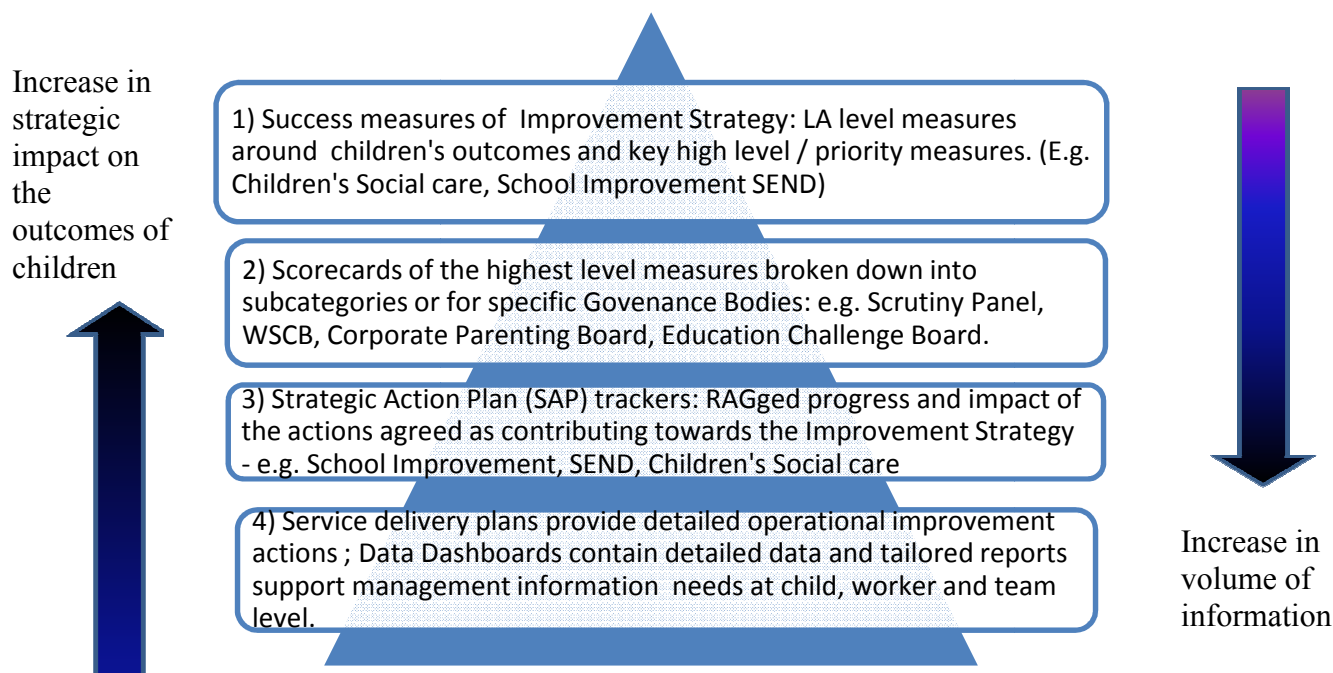 Increase in
strategic
impact on
the
outcomes of
children
1) Success measures of Improvement Strategy: LA level measures
around children's outcomes and key high level / priority measures. (E.g.
Children's Social care, School Improvement SEND)
2) Scorecards of the highest level measures broken down into
subcategories or for specific Govenance Bodies: e.g. Scrutiny Panel,
WSCB, Corporate Parenting Board, Education Challenge Board.
3) Strategic Action Plan (SAP) trackers: RAGged progress and impact of
the actions agreed as contributing towards the Improvement Strategy
- e.g. School Improvement, SEND, Children's Social care
4) Service delivery plans provide detailed operational improvement
actions ; Data Dashboards contain detailed data and tailored reports
support management information needs at child, worker and team
level.
Increase in
volume of
information